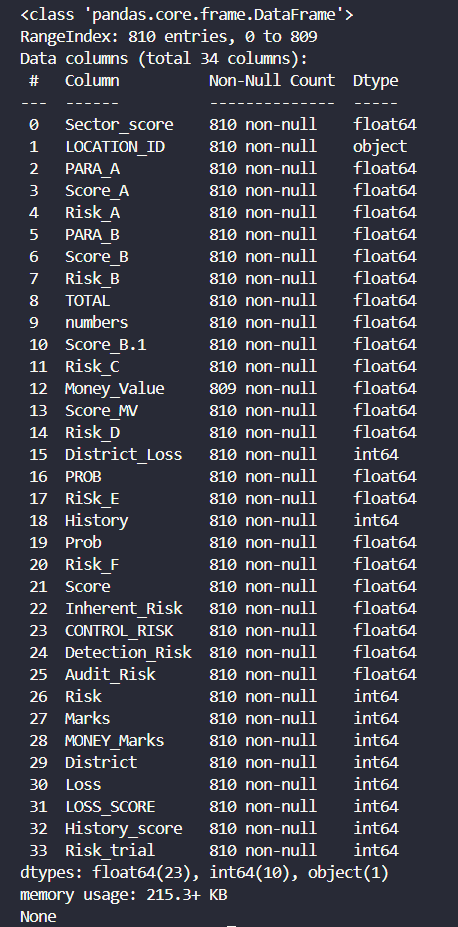 <class 'pandas.core.frame.DataFrame'>
RangeIndex: 810 entries, 0 to 809
Data columns (total 34 columns):
 #   Column          Non-Null Count  Dtype
---  ------          --------------  -----
 0   Sector_score    810 non-null    float64
 1   LOCATION_ID     810 non-null    object
 2   PARA_A          810 non-null    float64
 3   Score_A         810 non-null    float64
 4   Risk_A          810 non-null    float64
 5   PARA_B          810 non-null    float64
 6   Score_B         810 non-null    float64
 7   Risk_B          810 non-null    float64
 8   TOTAL           810 non-null    float64
 9   numbers         810 non-null    float64
 10  Score_B.1       810 non-null    float64
 11  Risk_C          810 non-null    float64
 12  Money_Value     809 non-null    float64
 13  Score_MV        810 non-null    float64
 14  Risk_D          810 non-null    float64
 15  District_Loss   810 non-null    int64
 16  PROB            810 non-null    float64
 17  RiSk_E          810 non-null    float64
 18  History         810 non-null    int64
 19  Prob            810 non-null    float64
 20  Risk_F          810 non-null    float64
 21  Score           810 non-null    float64
 22  Inherent_Risk   810 non-null    float64
 23  CONTROL_RISK    810 non-null    float64
 24  Detection_Risk  810 non-null    float64
 25  Audit_Risk      810 non-null    float64
 26  Risk            810 non-null    int64
 27  Marks           810 non-null    int64
 28  MONEY_Marks     810 non-null    int64
 29  District        810 non-null    int64
 30  Loss            810 non-null    int64
 31  LOSS_SCORE      810 non-null    int64
 32  History_score   810 non-null    int64
 33  Risk_trial      810 non-null    int64
dtypes: float64(23), int64(10), object(1)
memory usage: 215.3+ KB
None